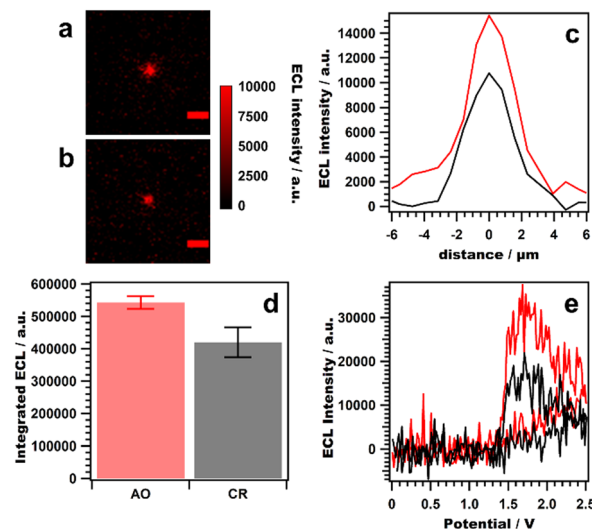 a
b
10000
7500
5000
2500
0
ECL intensity / a.u.
c
14000
12000
10000
8000
6000
4000
2000
0
ECL intensity / a.u.
-6 -4 -2 0 2 4 6
distance / µm
d
600000
500000
400000
300000
200000
100000
0
Integrated ECL / a.u.
AO CR
e
30000
20000
10000
0
ECL Intensity / a.u.
0 0.5 1.0 1.5 2.0 2.5
Potential / V